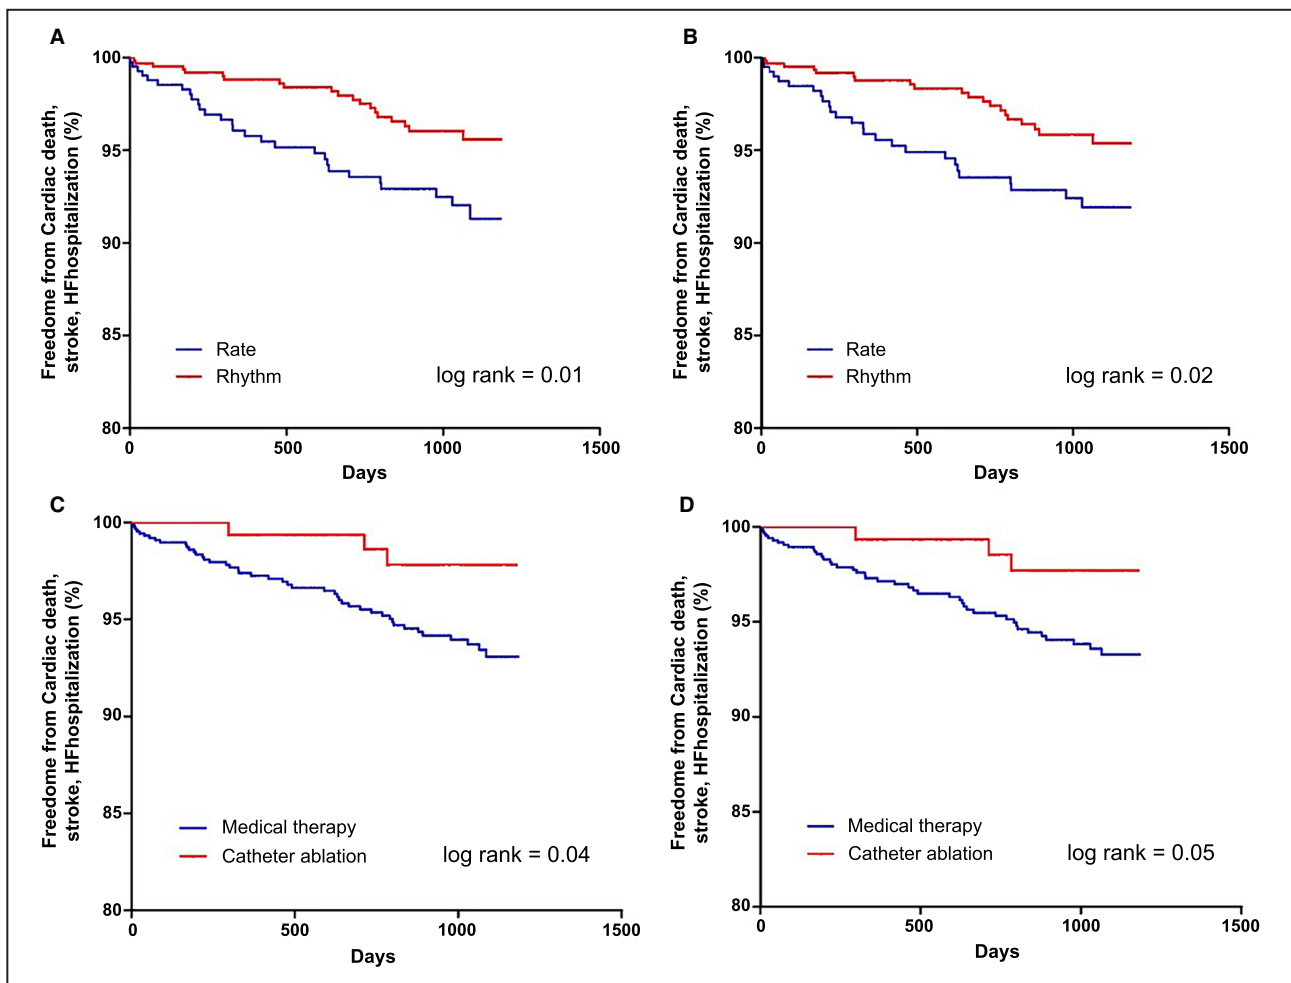 A
Freedome from Cardiac death,
stroke, HFhospitalization (%)
100
95
90
85
80
Rate
Rhythm
log rank = 0.01
0 500 1000 1500
Days
B
Freedome from Cardiac death,
stroke, HFhospitalization (%)
100
95
90
85
80
Rate
Rhythm
log rank = 0.02
0 500 1000 1500
Days
C
Freedome from Cardiac death,
stroke, HFhospitalization (%)
100
95
90
85
80
Medical therapy
Catheter ablation
log rank = 0.04
0 500 1000 1500
Days
D
Freedome from Cardiac death,
stroke, HFhospitalization (%)
100
95
90
85
80
Medical therapy
Catheter ablation
log rank = 0.05
0 500 1000 1500
Days